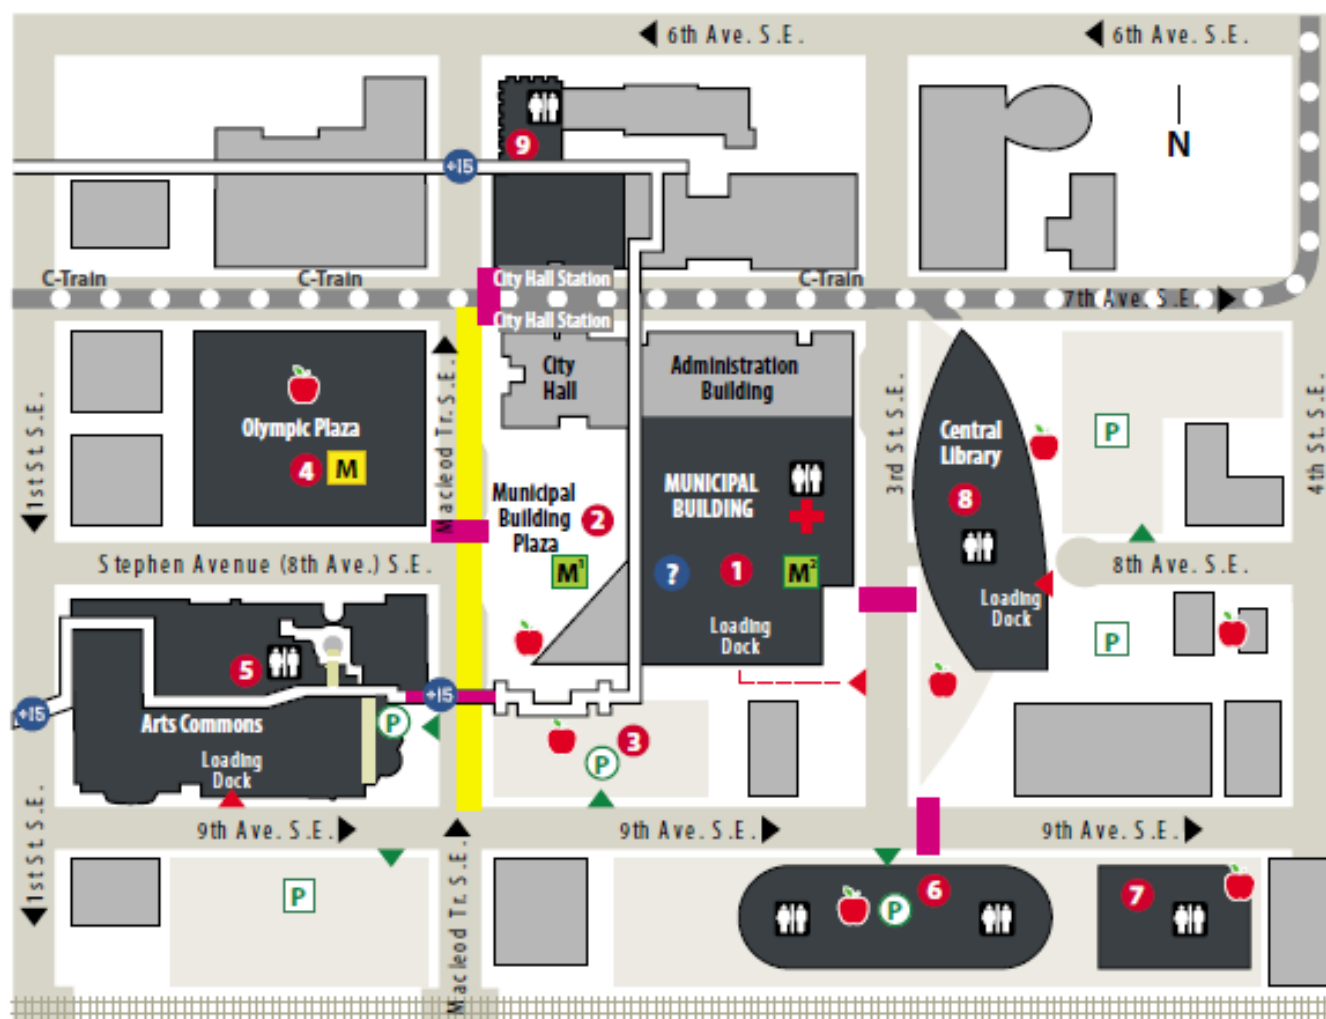 6th Ave. S.E.
6th Ave. S.E.
N
9
+15
C-Train
C-Train
City Hall Station
C-Train
7th Ave. S.E.
City Hall Station
City
Hall
Administration
Building
Olympic Plaza
4
M
1st St. S.E.
Macleod Tr. S.E.
Municipal
Building
Plaza
2
M¹
MUNICIPAL
BUILDING
?
1
M²
Loading
Dock
3rd St. S.E.
Central
Library
8
Loading
Dock
P
4th St. S.E.
Stephen Avenue (8th Ave.) S.E.
8th Ave. S.E.
P
5
+15
+15
Arts Commons
P
Loading
Dock
3
P
1st St. S.E.
9th Ave. S.E.
9th Ave. S.E.
9th Ave. S.E.
Macleod Tr. S.E.
P
P
6
7